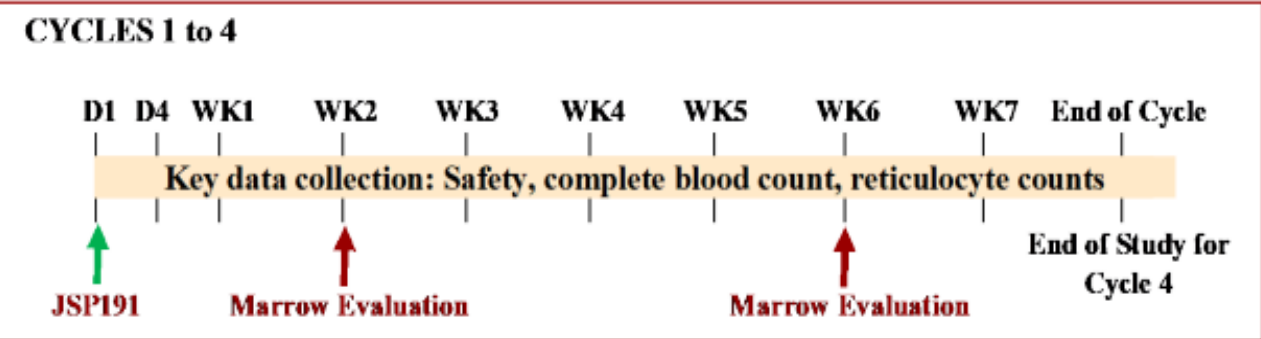 CYCLES 1 to 4
D1 D4 WK1 WK2 WK3 WK4 WK5 WK6 WK7 End of Cycle
Key data collection: Safety, complete blood count, reticulocyte counts
End of Study for
Cycle 4
JSP191 Marrow Evaluation Marrow Evaluation